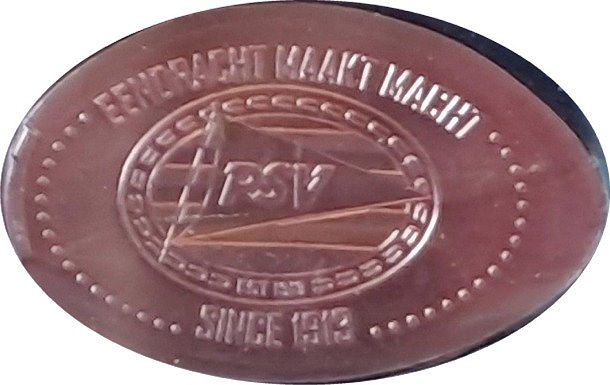 EENDRACHT MAAKT MACHT
PSV
SINCE 1913